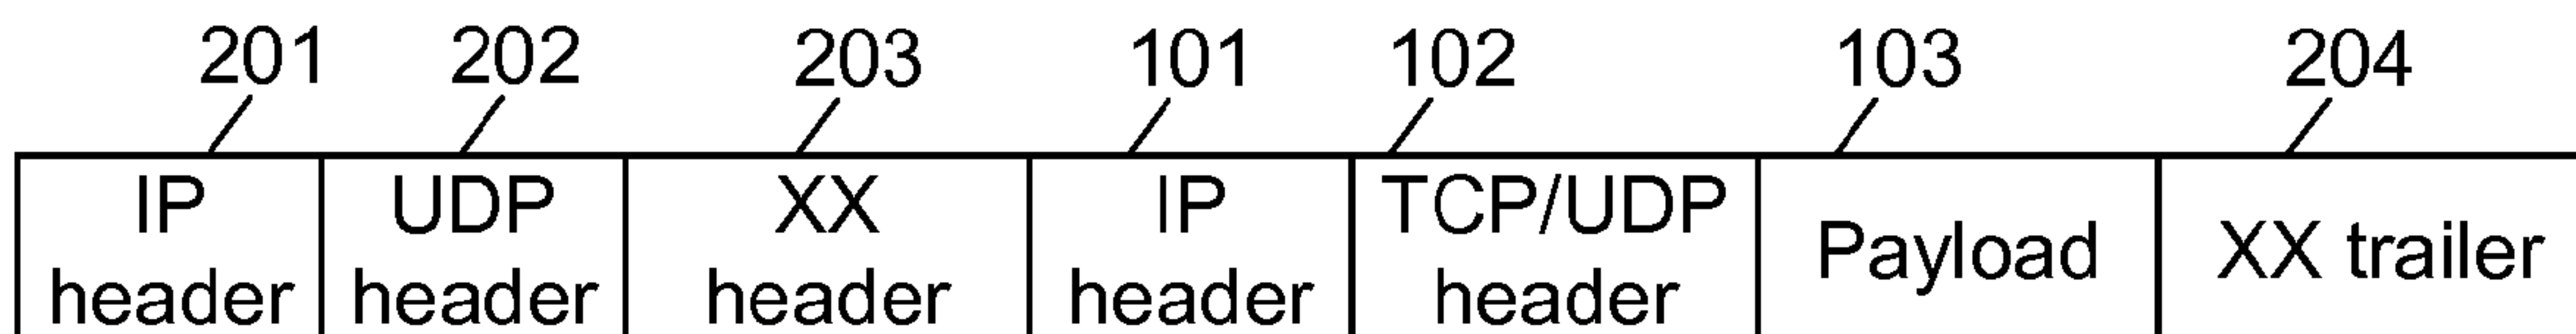 201 202 203 101 102 103 204
IP UDP XX IP TCP/UDP Payload XX trailer
header header header header header